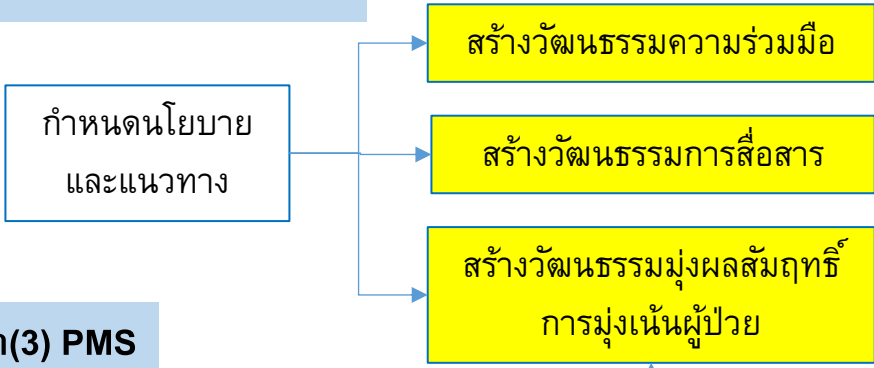 สร้างวัฒนธรรมความร่วมมือ
กำหนดนโยบาย
และแนวทาง
สร้างวัฒนธรรมการสื่อสาร
สร้างวัฒนธรรมมุ่งผลสัมฤทธิ์
การมุ่งเน้นผู้ป่วย
(3) PMS